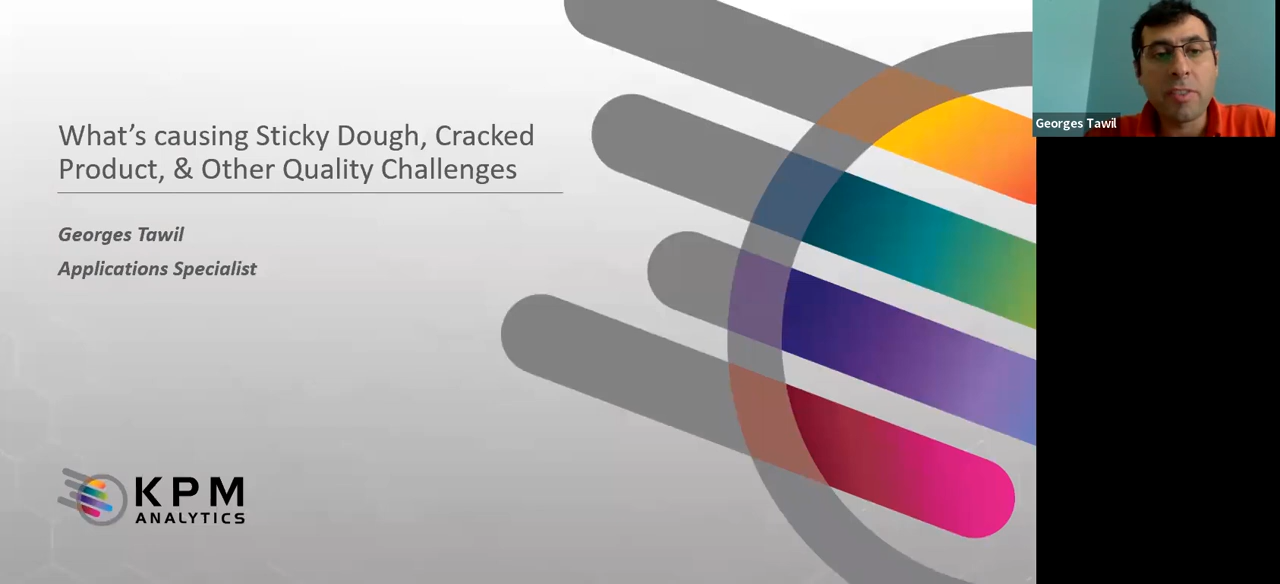 What's causing Sticky Dough, Cracked
Product, & Other Quality Challenges
Georges Tawil
Applications Specialist
KPM
ANALYTICS
Georges Tawil